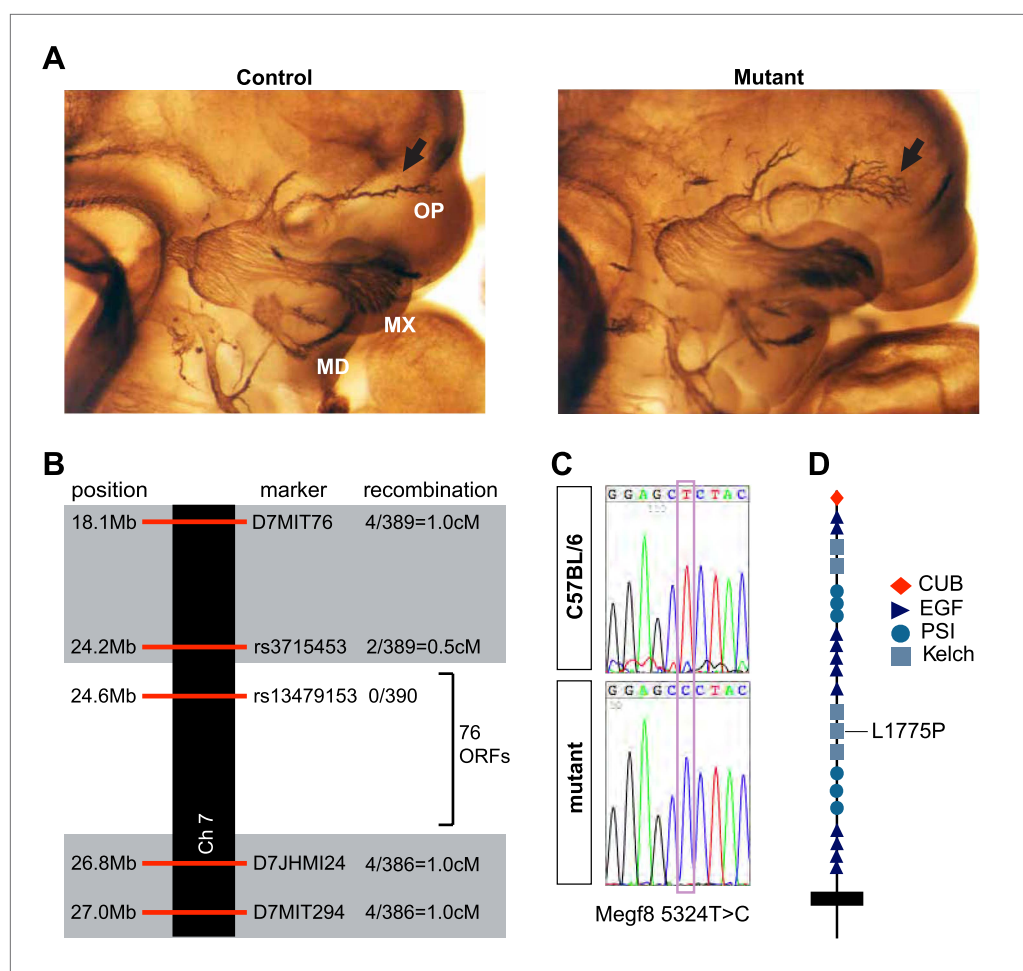 A
Control
Mutant
OP
MX
MD
B
position
marker
recombination
18.1Mb
D7MIT76
4/389=1.0cM
24.2Mb
rs3715453
2/389=0.5cM
24.6Mb
rs13479153
0/390
76
ORFs
Ch 7
26.8Mb
D7JHMI24
4/386=1.0cM
27.0Mb
D7MIT294
4/386=1.0cM
C
C57BL/6
G G A G C T C T A C
mutant
G G A G C C C T A C
Megf8 5324T>C
D
CUB
EGF
PSI
Kelch
L1775P